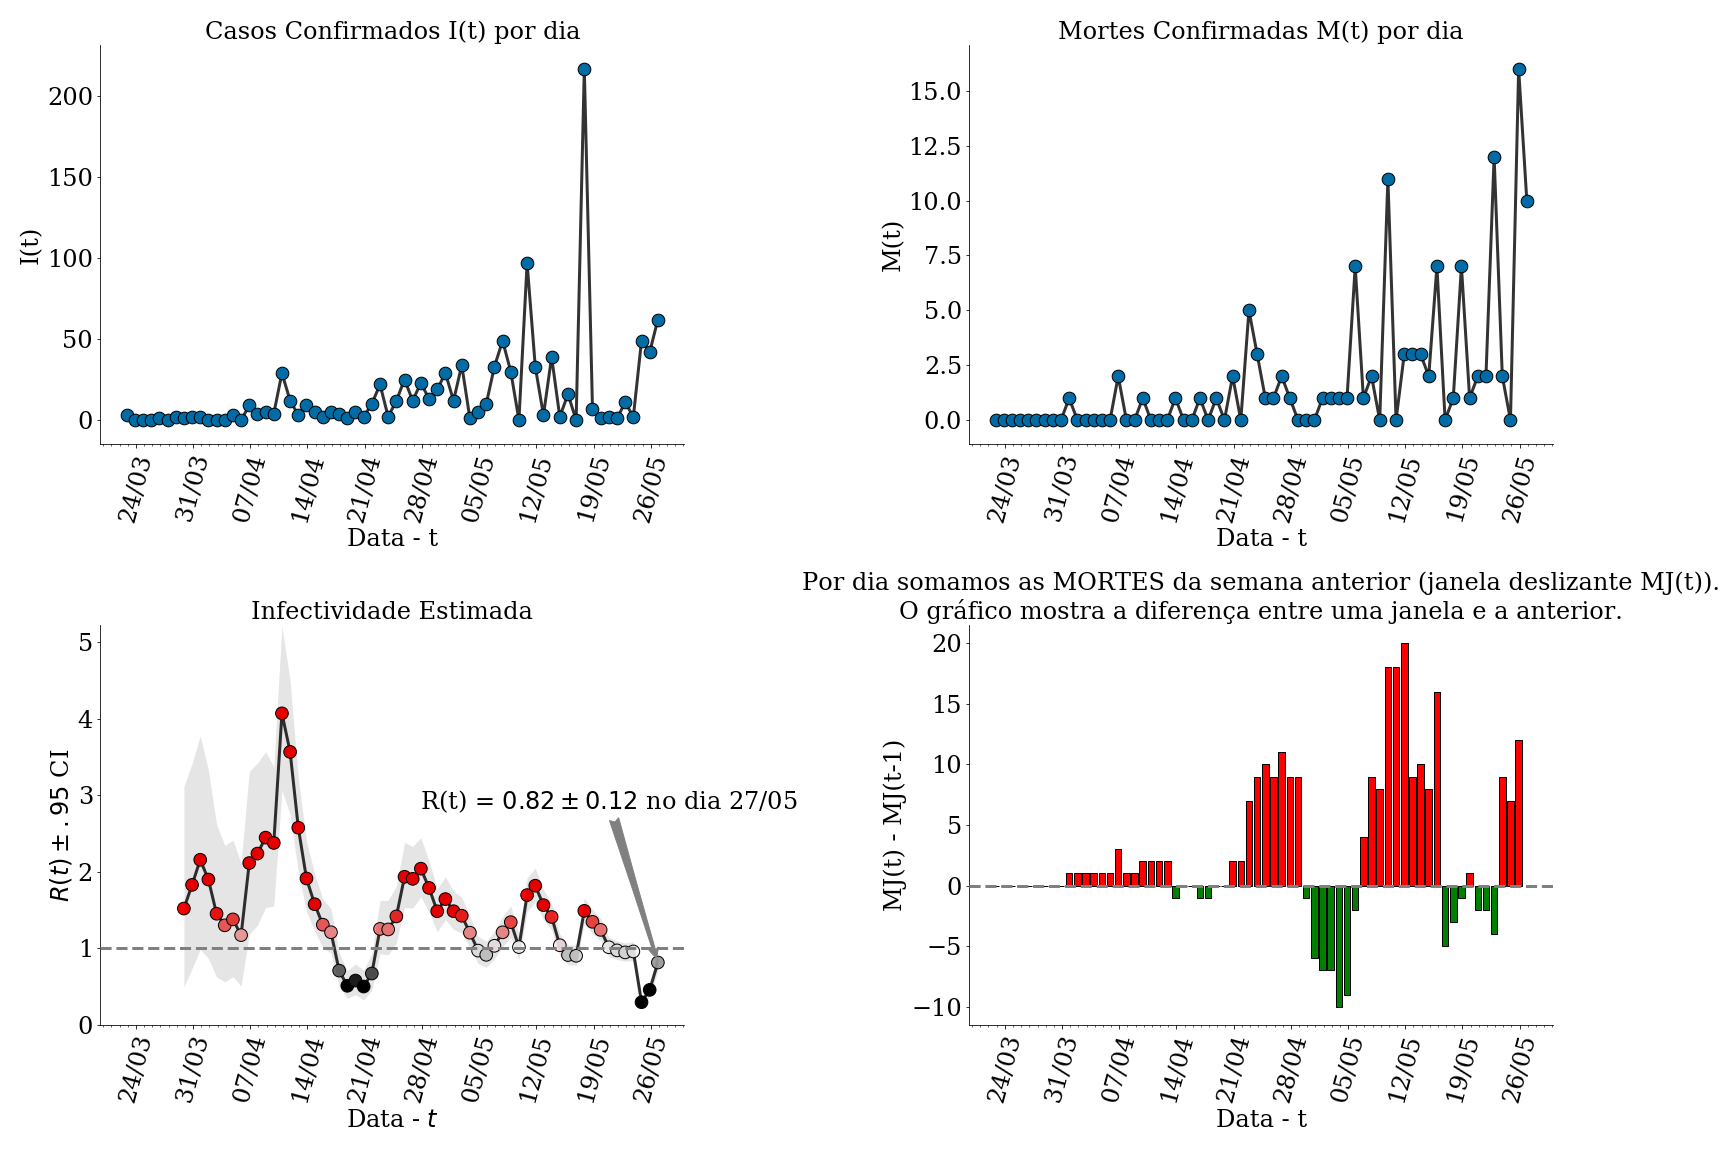 Casos Confirmados I(t) por dia
I(t)
200
150
100
50
0
24/03 31/03 07/04 14/04 21/04 28/04 05/05 12/05 19/05 26/05
Data - t
Mortes Confirmadas M(t) por dia
M(t)
15.0
12.5
10.0
7.5
5.0
2.5
0.0
24/03 31/03 07/04 14/04 21/04 28/04 05/05 12/05 19/05 26/05
Data - t
Infectividade Estimada
R(t) ± .95 CI
5
4
3
2
1
0
R(t) = 0.82 ± 0.12 no dia 27/05
24/03 31/03 07/04 14/04 21/04 28/04 05/05 12/05 19/05 26/05
Data - t
Por dia somamos as MORTES da semana anterior (janela deslizante MJ(t)).
O gráfico mostra a diferença entre uma janela e a anterior.
MJ(t) - MJ(t-1)
20
15
10
5
0
−5
−10
24/03 31/03 07/04 14/04 21/04 28/04 05/05 12/05 19/05 26/05
Data - t